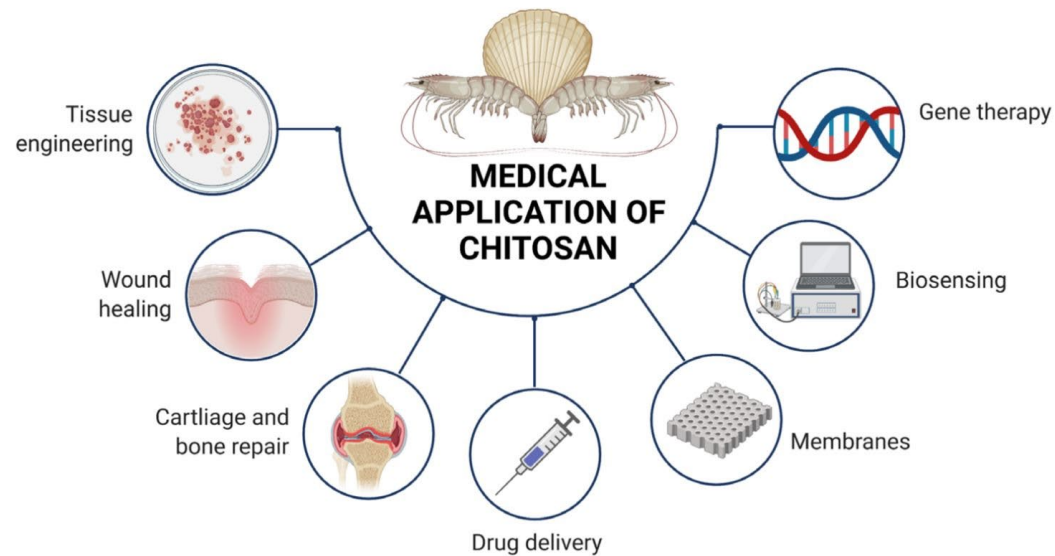 MEDICAL
APPLICATION OF
CHITOSAN
Tissue
engineering
Wound
healing
Cartliage and
bone repair
Drug delivery
Membranes
Biosensing
Gene therapy